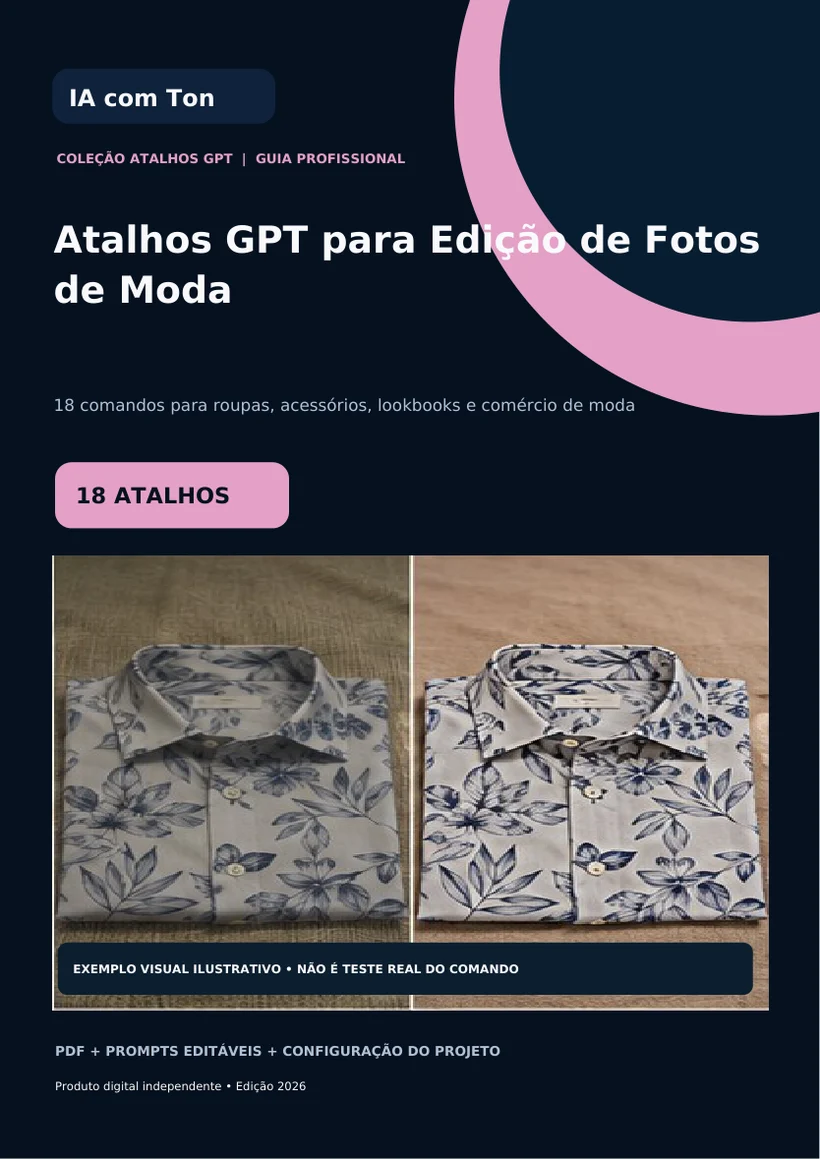 IA com Ton
COLEÇÃO ATALHOS GPT | GUIA PROFISSIONAL
Atalhos GPT para Edição de Fotos
de Moda
18 comandos para roupas, acessórios, lookbooks e comércio de moda
18 ATALHOS
EXEMPLO VISUAL ILUSTRATIVO • NÃO É TESTE REAL DO COMANDO
PDF + PROMPTS EDITÁVEIS + CONFIGURAÇÃO DO PROJETO
Produto digital independente • Edição 2026